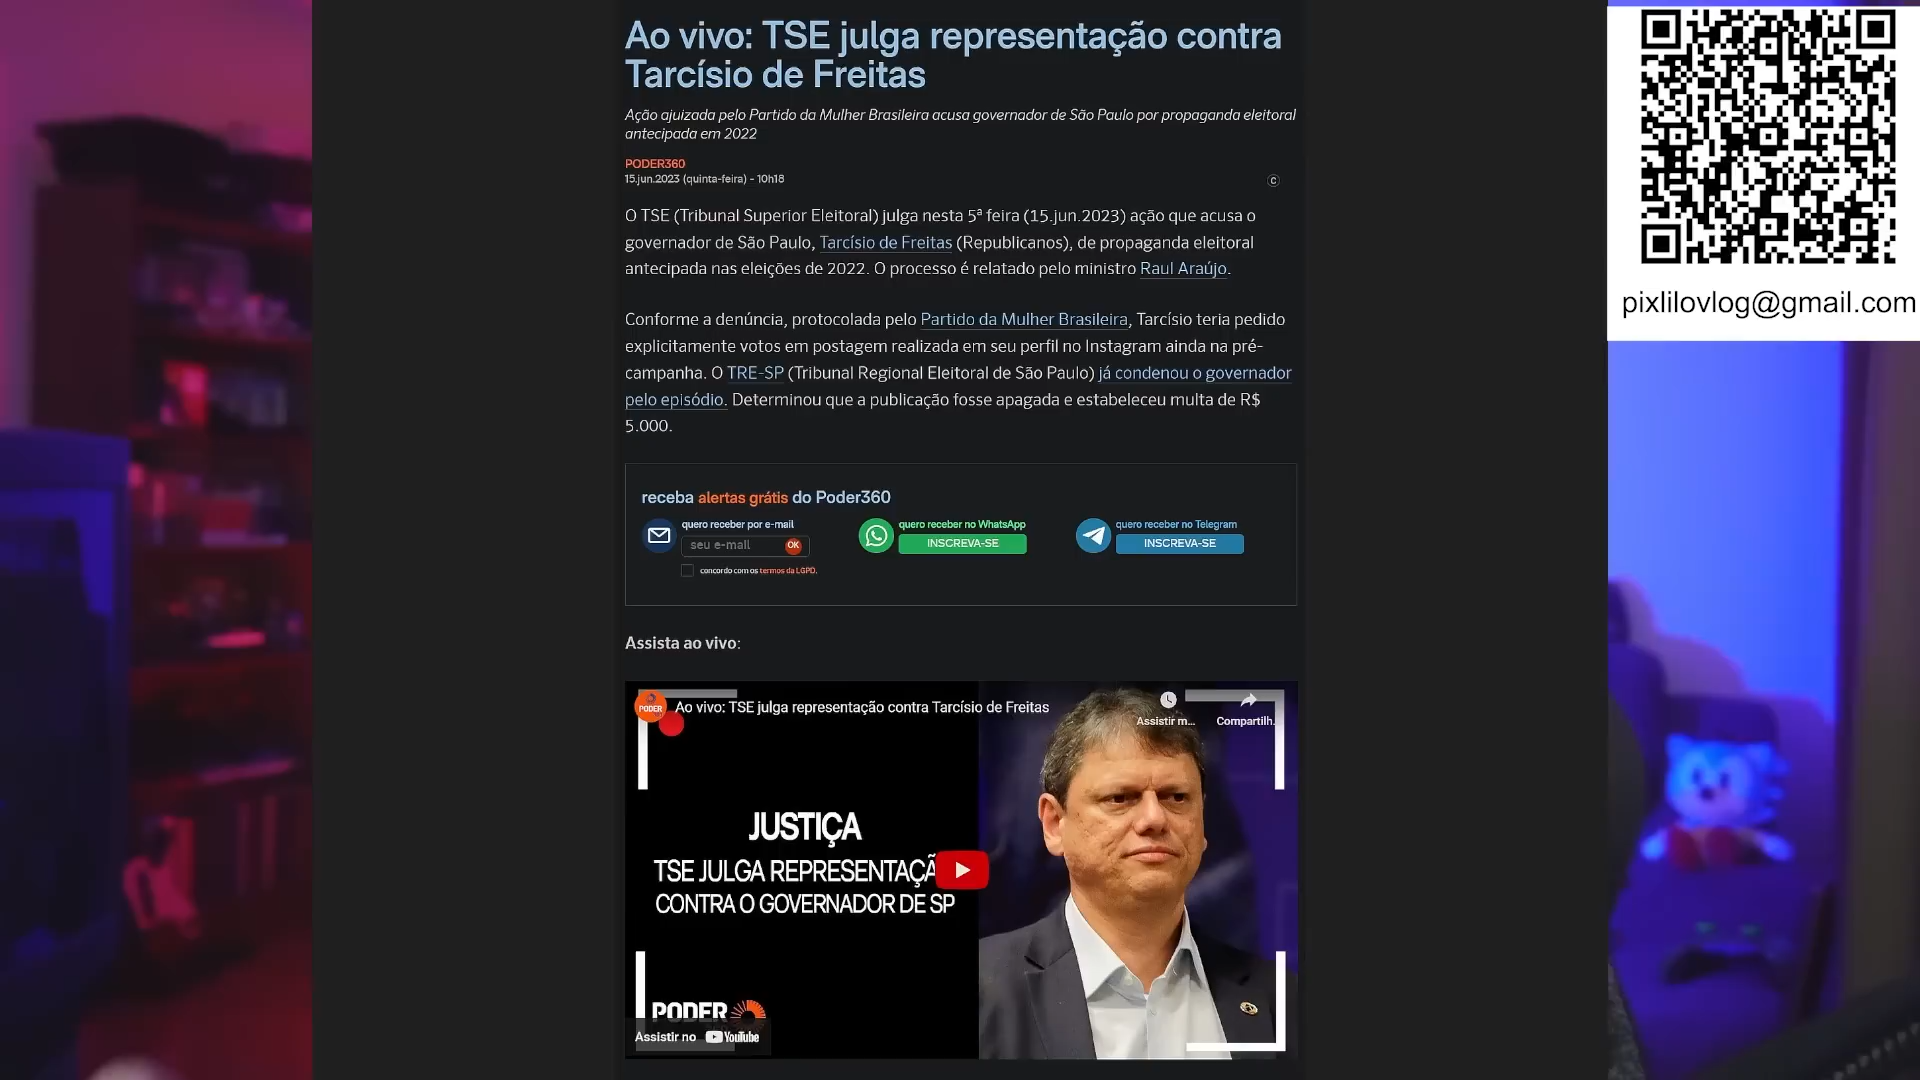 Ao vivo: TSE julga representação contra
Tarcísio de Freitas
Ação ajuizada pelo Partido da Mulher Brasileira acusa governador de São Paulo por propaganda eleitoral
antecipada em 2022
PODER360
15.jun.2023 (quinta-feira) - 10h18
C
O TSE (Tribunal Superior Eleitoral) julga nesta 5ª feira (15.jun.2023) ação que acusa o
governador de São Paulo, Tarcísio de Freitas (Republicanos), de propaganda eleitoral
antecipada nas eleições de 2022. O processo é relatado pelo ministro Raul Araújo.
Conforme a denúncia, protocolada pelo Partido da Mulher Brasileira, Tarcísio teria pedido
explicitamente votos em postagem realizada em seu perfil no Instagram ainda na pré-
campanha. O TRE-SP (Tribunal Regional Eleitoral de São Paulo) já condenou o governador
pelo episódio. Determinou que a publicação fosse apagada e estabeleceu multa de R$
5.000.
receba alertas grátis do Poder360
quero receber por e-mail
seu e-mail OK
concordo com os termos da LGPD.
quero receber no WhatsApp
INSCREVA-SE
quero receber no Telegram
INSCREVA-SE
Assista ao vivo:
PODER
Ao vivo: TSE julga representação contra Tarcísio de Freitas
Assistir m...
Compartilh.
JUSTIÇA
TSE JULGA REPRESENTAÇÃ
CONTRA O GOVERNADOR DE SP
PODER
Assistir no YouTube
pixlilovlog@gmail.com